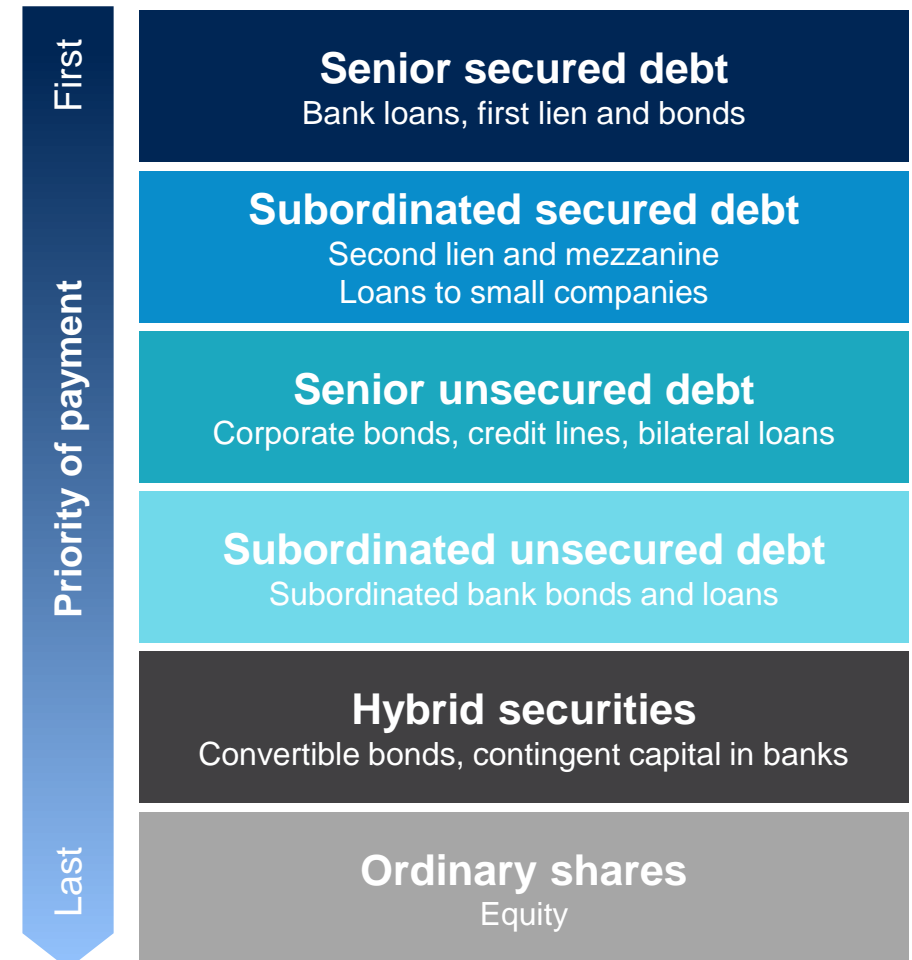 First
Priority of payment
Last
Senior secured debt
Bank loans, first lien and bonds
Subordinated secured debt
Second lien and mezzanine
Loans to small companies
Senior unsecured debt
Corporate bonds, credit lines, bilateral loans
Subordinated unsecured debt
Subordinated bank bonds and loans
Hybrid securities
Convertible bonds, contingent capital in banks
Ordinary shares
Equity